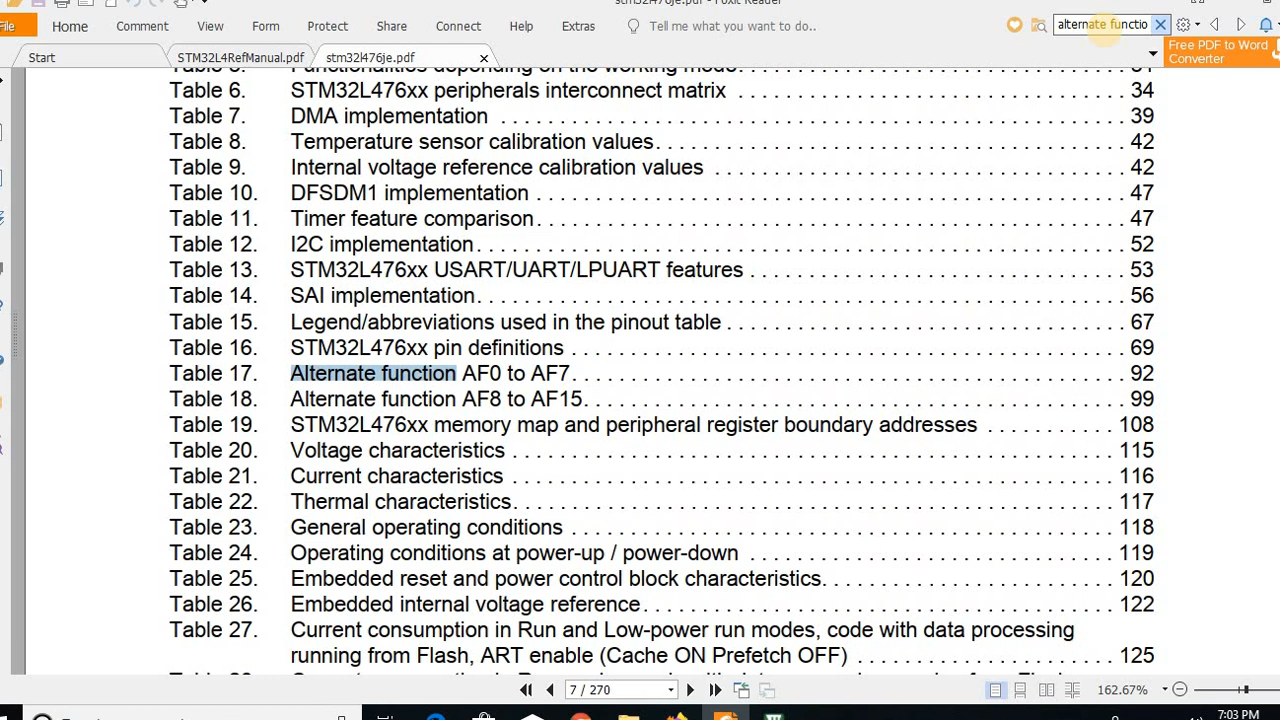 stm32l476je.pdf - Foxit Reader
File Home Comment View Form Protect Share Connect Help Extras Tell me what you want to do.. alternate functio
Start STM32L4RefManual.pdf stm32l476je.pdf Free PDF to Word Converter
Table 6. STM32L476xx peripherals interconnect matrix . . . 34
Table 7. DMA implementation . . . 39
Table 8. Temperature sensor calibration values. . . . 42
Table 9. Internal voltage reference calibration values . . . 42
Table 10. DFSDM1 implementation . . . 47
Table 11. Timer feature comparison . . . 47
Table 12. I2C implementation . . . 52
Table 13. STM32L476xx USART/UART/LPUART features . . . 53
Table 14. SAI implementation . . . 56
Table 15. Legend/abbreviations used in the pinout table . . . 67
Table 16. STM32L476xx pin definitions . . . 69
Table 17. Alternate function AF0 to AF7 . . . 92
Table 18. Alternate function AF8 to AF15 . . . 99
Table 19. STM32L476xx memory map and peripheral register boundary addresses . . . 108
Table 20. Voltage characteristics . . . 115
Table 21. Current characteristics . . . 116
Table 22. Thermal characteristics . . . 117
Table 23. General operating conditions . . . 118
Table 24. Operating conditions at power-up / power-down . . . 119
Table 25. Embedded reset and power control block characteristics . . . 120
Table 26. Embedded internal voltage reference . . . 122
Table 27. Current consumption in Run and Low-power run modes, code with data processing
running from Flash, ART enable (Cache ON Prefetch OFF) . . . 125
7 / 270 162.67%
7:03 PM